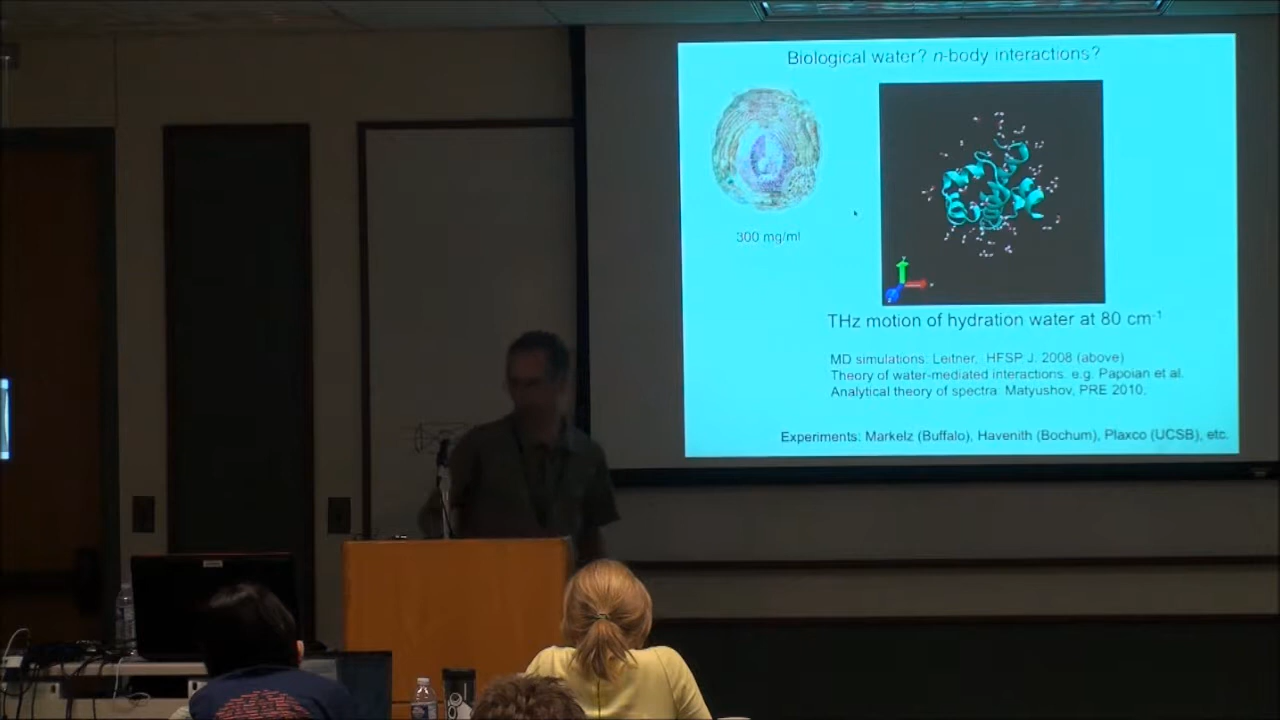 Biological water? n-body interactions?
300 mg/ml
THz motion of hydration water at 80 cm⁻¹
MD simulations: Leitner, HFSP J. 2008 (above)
Theory of water-mediated interactions. e.g. Papoian et al.
Analytical theory of spectra: Matyushov, PRE 2010.
Experiments: Markelz (Buffalo), Havenith (Bochum), Plaxco (UCSB), etc.